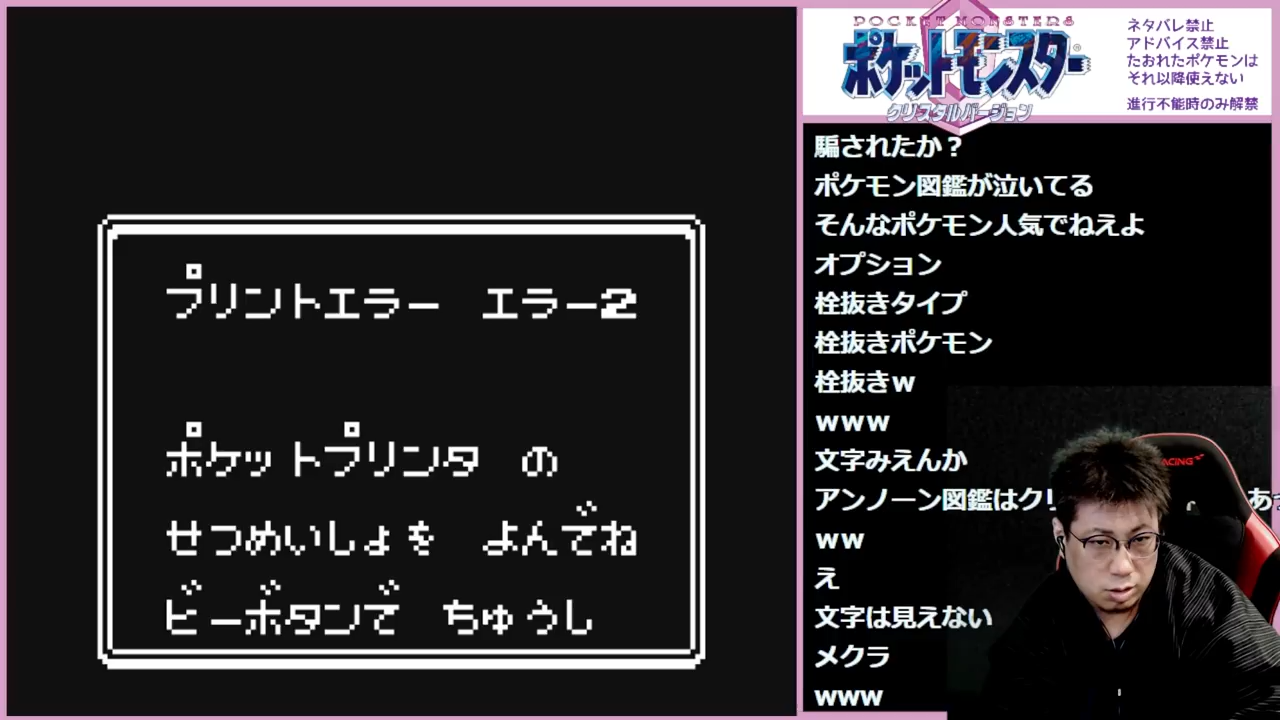 プリントエラー エラー2
ポケットプリンタ の
せつめいしょを よんでね
ビーボタンで ちゅうし
POCKET MONSTERS
ポケットモンスター
クリスタルバージョン
ネタバレ禁止
アドバイス禁止
たおれたポケモンは
それ以降使えない
進行不能時のみ解禁
騙されたか?
ポケモン図鑑が泣いてる
そんなポケモン人気でねえよ
オプション
栓抜きタイプ
栓抜きポケモン
栓抜きw
www
文字みえんか
アンノーン図鑑はクリ
ww
え
文字は見えない
メクラ
www